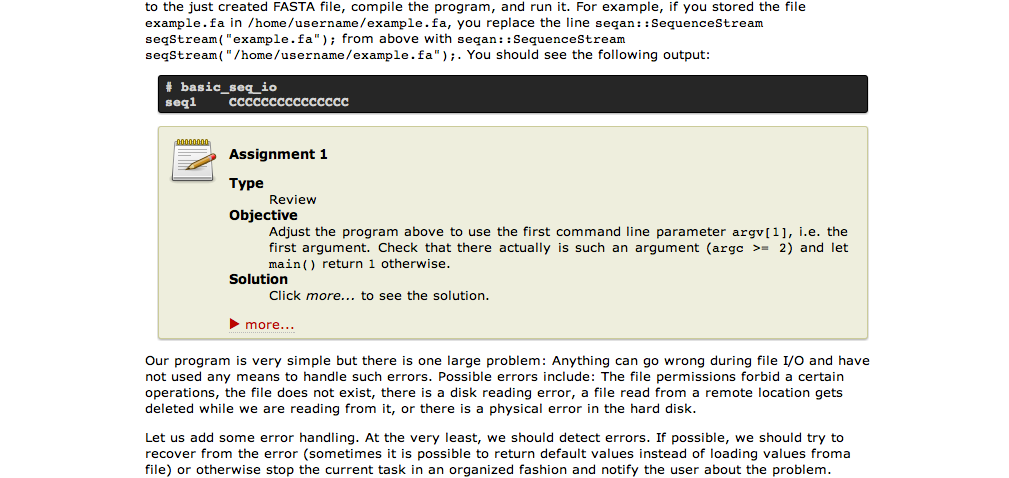 to the just created FASTA file, compile the program, and run it. For example, if you stored the file
example.fa in /home/username/example.fa, you replace the line seqan::SequenceStream
seqStream("example.fa"); from above with seqan::SequenceStream
seqStream("/home/username/example.fa");. You should see the following output:
# basic_seq_io
seq1    CCCCCCCCCCCCCCC
Assignment 1
Type
Review
Objective
Adjust the program above to use the first command line parameter argv[1], i.e. the
first argument. Check that there actually is such an argument (argc >= 2) and let
main() return 1 otherwise.
Solution
Click more... to see the solution.
more...
Our program is very simple but there is one large problem: Anything can go wrong during file I/O and have
not used any means to handle such errors. Possible errors include: The file permissions forbid a certain
operations, the file does not exist, there is a disk reading error, a file read from a remote location gets
deleted while we are reading from it, or there is a physical error in the hard disk.
Let us add some error handling. At the very least, we should detect errors. If possible, we should try to
recover from the error (sometimes it is possible to return default values instead of loading values froma
file) or otherwise stop the current task in an organized fashion and notify the user about the problem.